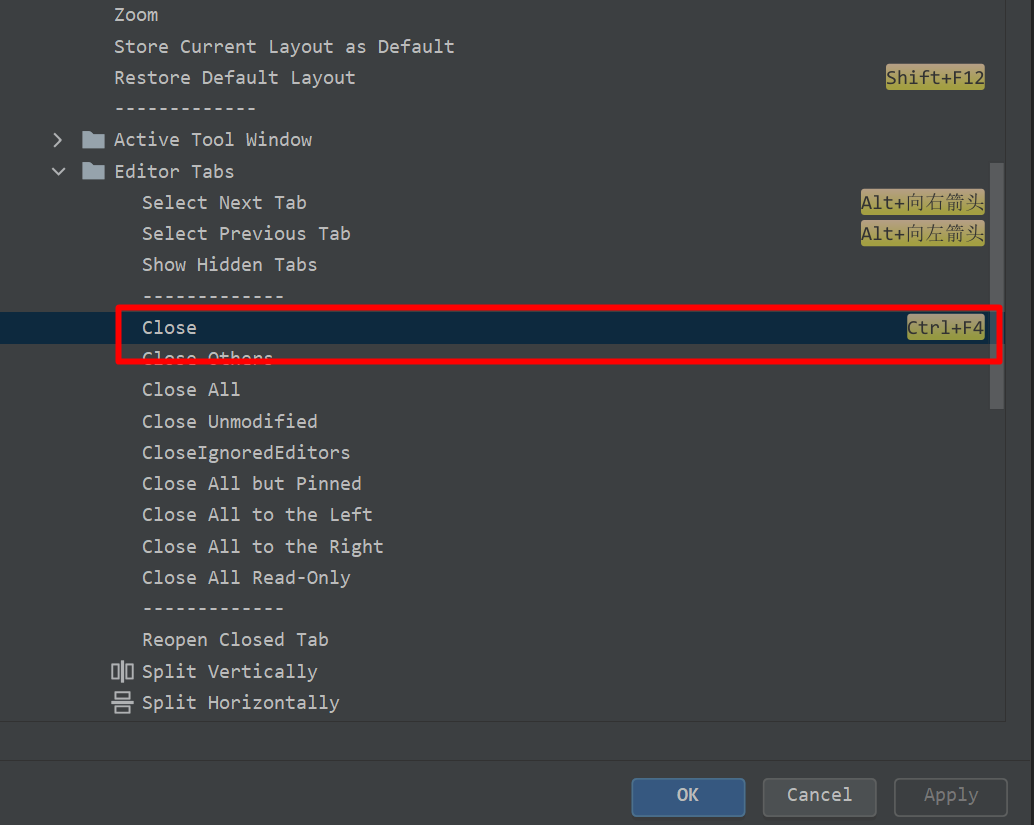 Zoom
Store Current Layout as Default
Restore Default Layout Shift+F12
-------------
Active Tool Window
Editor Tabs
Select Next Tab Alt+向右箭头
Select Previous Tab Alt+向左箭头
Show Hidden Tabs
-------------
Close Ctrl+F4
Close Others
Close All
Close Unmodified
CloseIgnoredEditors
Close All but Pinned
Close All to the Left
Close All to the Right
Close All Read-Only
-------------
Reopen Closed Tab
Split Vertically
Split Horizontally
OK Cancel Apply